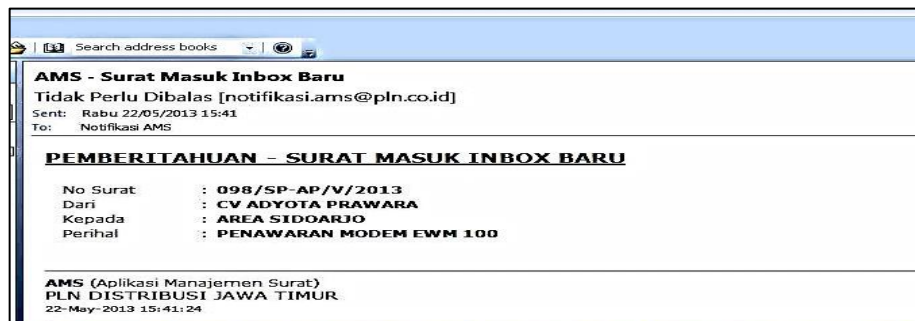 Search address books
AMS - Surat Masuk Inbox Baru
Tidak Perlu Dibalas [notifikasi.ams@pln.co.id]
Sent: Rabu 22/05/2013 15:41
To: Notifikasi AMS
PEMBERITAHUAN - SURAT MASUK INBOX BARU
No Surat : 098/SP-AP/V/2013
Dari : CV ADYOTA PRAWARA
Kepada : AREA SIDOARJO
Perihal : PENAWARAN MODEM EWM 100
AMS (Aplikasi Manajemen Surat)
PLN DISTRIBUSI JAWA TIMUR
22-May-2013 15:41:24